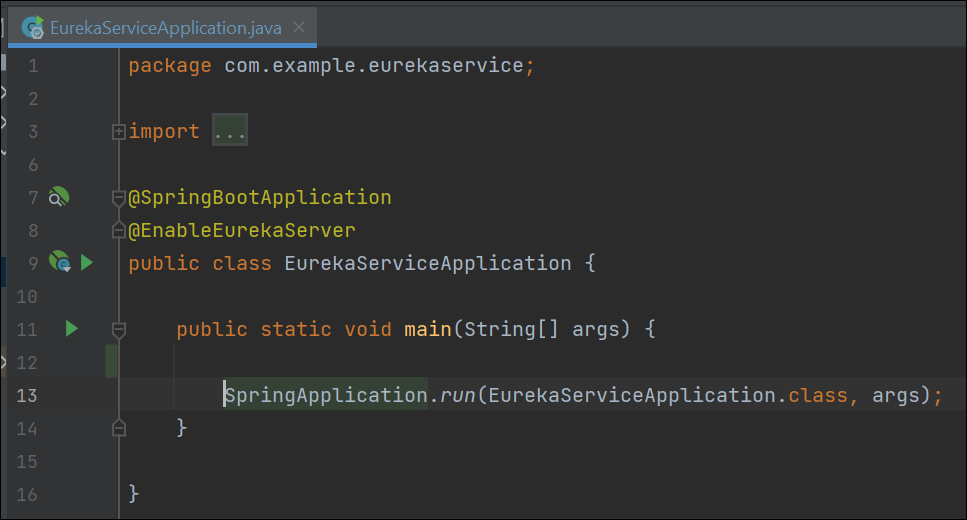 EurekaServiceApplication.java
1 package com.example.eurekaservice;
2
3 import ...
6
7 @SpringBootApplication
8 @EnableEurekaServer
9 public class EurekaServiceApplication {
10
11 public static void main(String[] args) {
12
13 SpringApplication.run(EurekaServiceApplication.class, args);
14 }
15
16 }